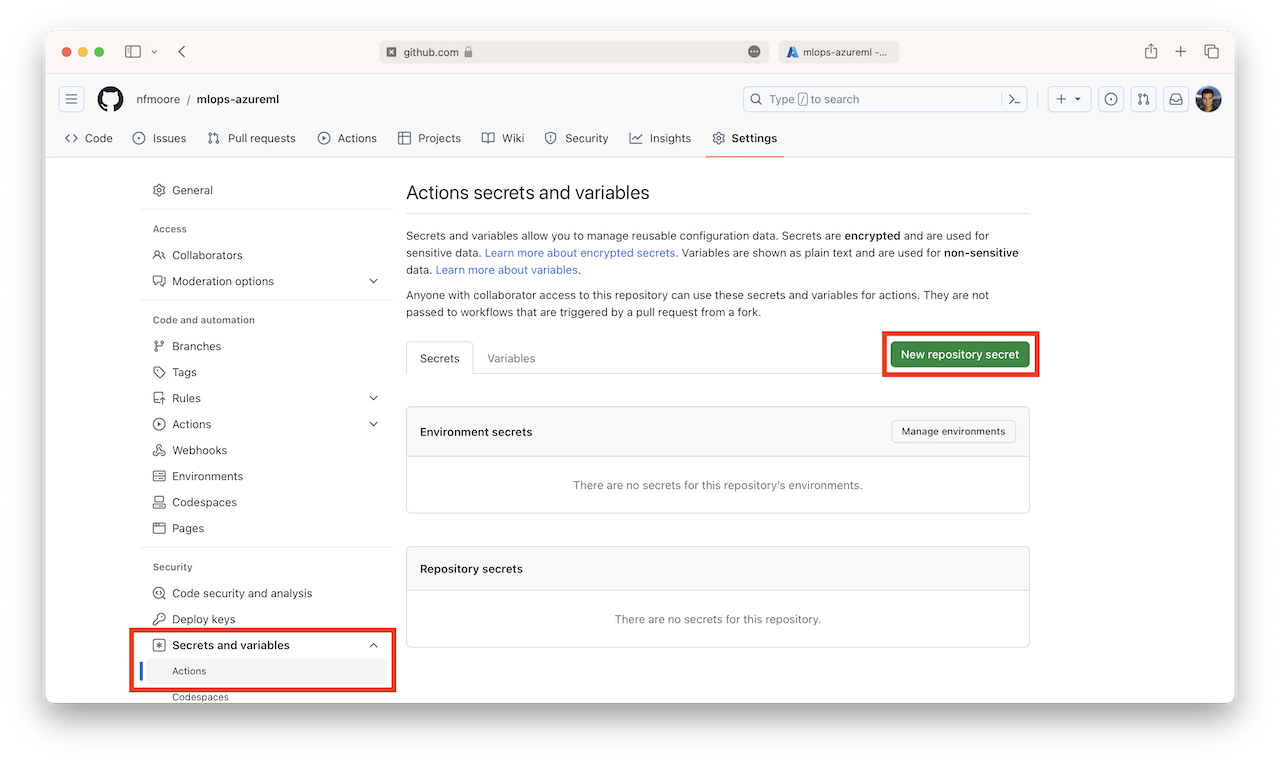 github.com
mlops-azureml -...
nfmoore / mlops-azureml
Type / to search
Code Issues Pull requests Actions Projects Wiki Security Insights Settings
General
Access
Collaborators
Moderation options
Code and automation
Branches
Tags
Rules
Actions
Webhooks
Environments
Codespaces
Pages
Security
Code security and analysis
Deploy keys
Secrets and variables
Actions
Codespaces
Actions secrets and variables
Secrets and variables allow you to manage reusable configuration data. Secrets are encrypted and are used for
sensitive data. Learn more about encrypted secrets. Variables are shown as plain text and are used for non-sensitive
data. Learn more about variables.
Anyone with collaborator access to this repository can use these secrets and variables for actions. They are not
passed to workflows that are triggered by a pull request from a fork.
Secrets Variables
New repository secret
Environment secrets
Manage environments
There are no secrets for this repository's environments.
Repository secrets
There are no secrets for this repository.